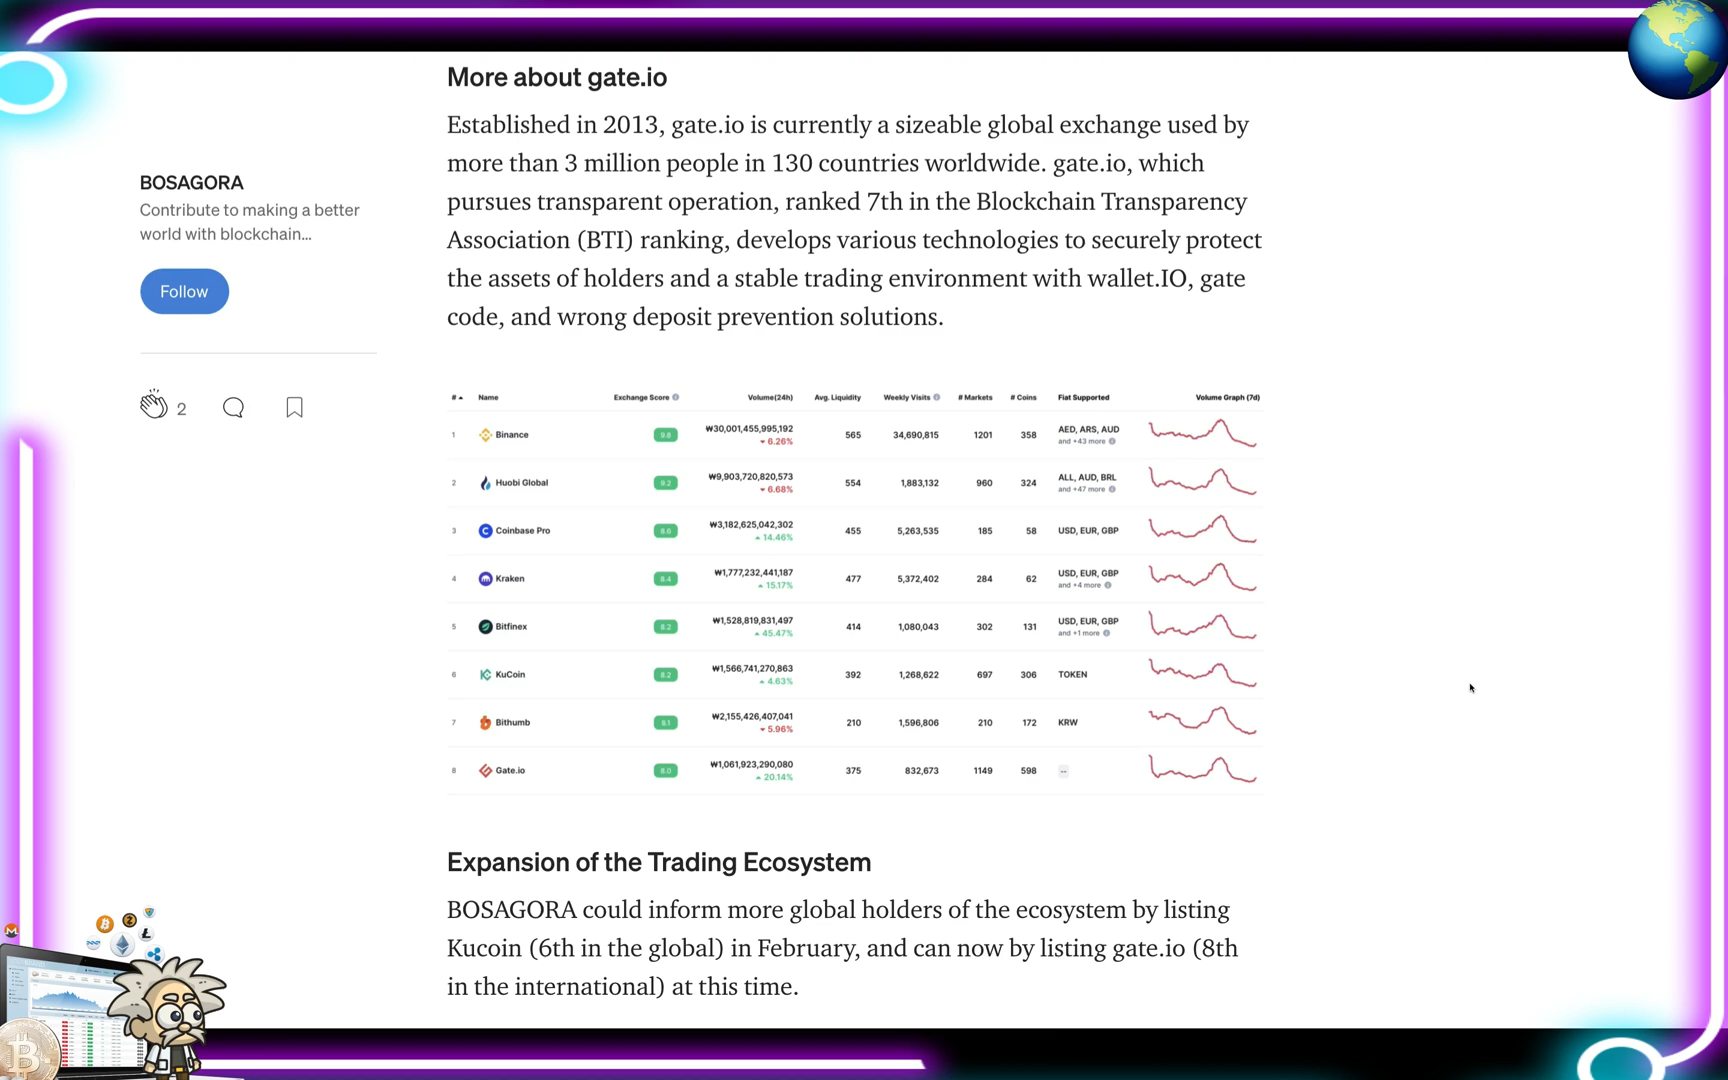 More about gate.io
Established in 2013, gate.io is currently a sizeable global exchange used by
more than 3 million people in 130 countries worldwide. gate.io, which
pursues transparent operation, ranked 7th in the Blockchain Transparency
Association (BTI) ranking, develops various technologies to securely protect
the assets of holders and a stable trading environment with wallet.IO, gate
code, and wrong deposit prevention solutions.
BOSAGORA
Contribute to making a better
world with blockchain...
Follow
2
# Name Exchange Score Volume(24h) Avg. Liquidity Weekly Visits # Markets # Coins Fiat Supported Volume Graph (7d)
1 Binance 9.8 ₩30,001,455,995,192 565 34,690,815 1201 358 AED, ARS, AUD
6.26% and +43 more
2 Huobi Global 9.2 ₩9,903,720,820,573 554 1,883,132 960 324 ALL, AUD, BRL
6.68% and +47 more
3 Coinbase Pro 8.6 ₩3,182,625,042,302 455 5,263,535 185 58 USD, EUR, GBP
14.46%
4 Kraken 8.4 ₩1,777,232,441,187 477 5,372,402 284 62 USD, EUR, GBP
15.17% and +4 more
5 Bitfinex 8.2 ₩1,528,819,831,497 414 1,080,043 302 131 USD, EUR, GBP
45.47% and +1 more
6 KuCoin 8.2 ₩1,566,741,270,863 392 1,268,622 697 306 TOKEN
4.63%
7 Bithumb 8.1 ₩2,155,426,407,041 210 1,596,806 210 172 KRW
5.96%
8 Gate.io 8.0 ₩1,061,923,290,080 375 832,673 1149 598 --
20.14%
Expansion of the Trading Ecosystem
BOSAGORA could inform more global holders of the ecosystem by listing
Kucoin (6th in the global) in February, and can now by listing gate.io (8th
in the international) at this time.